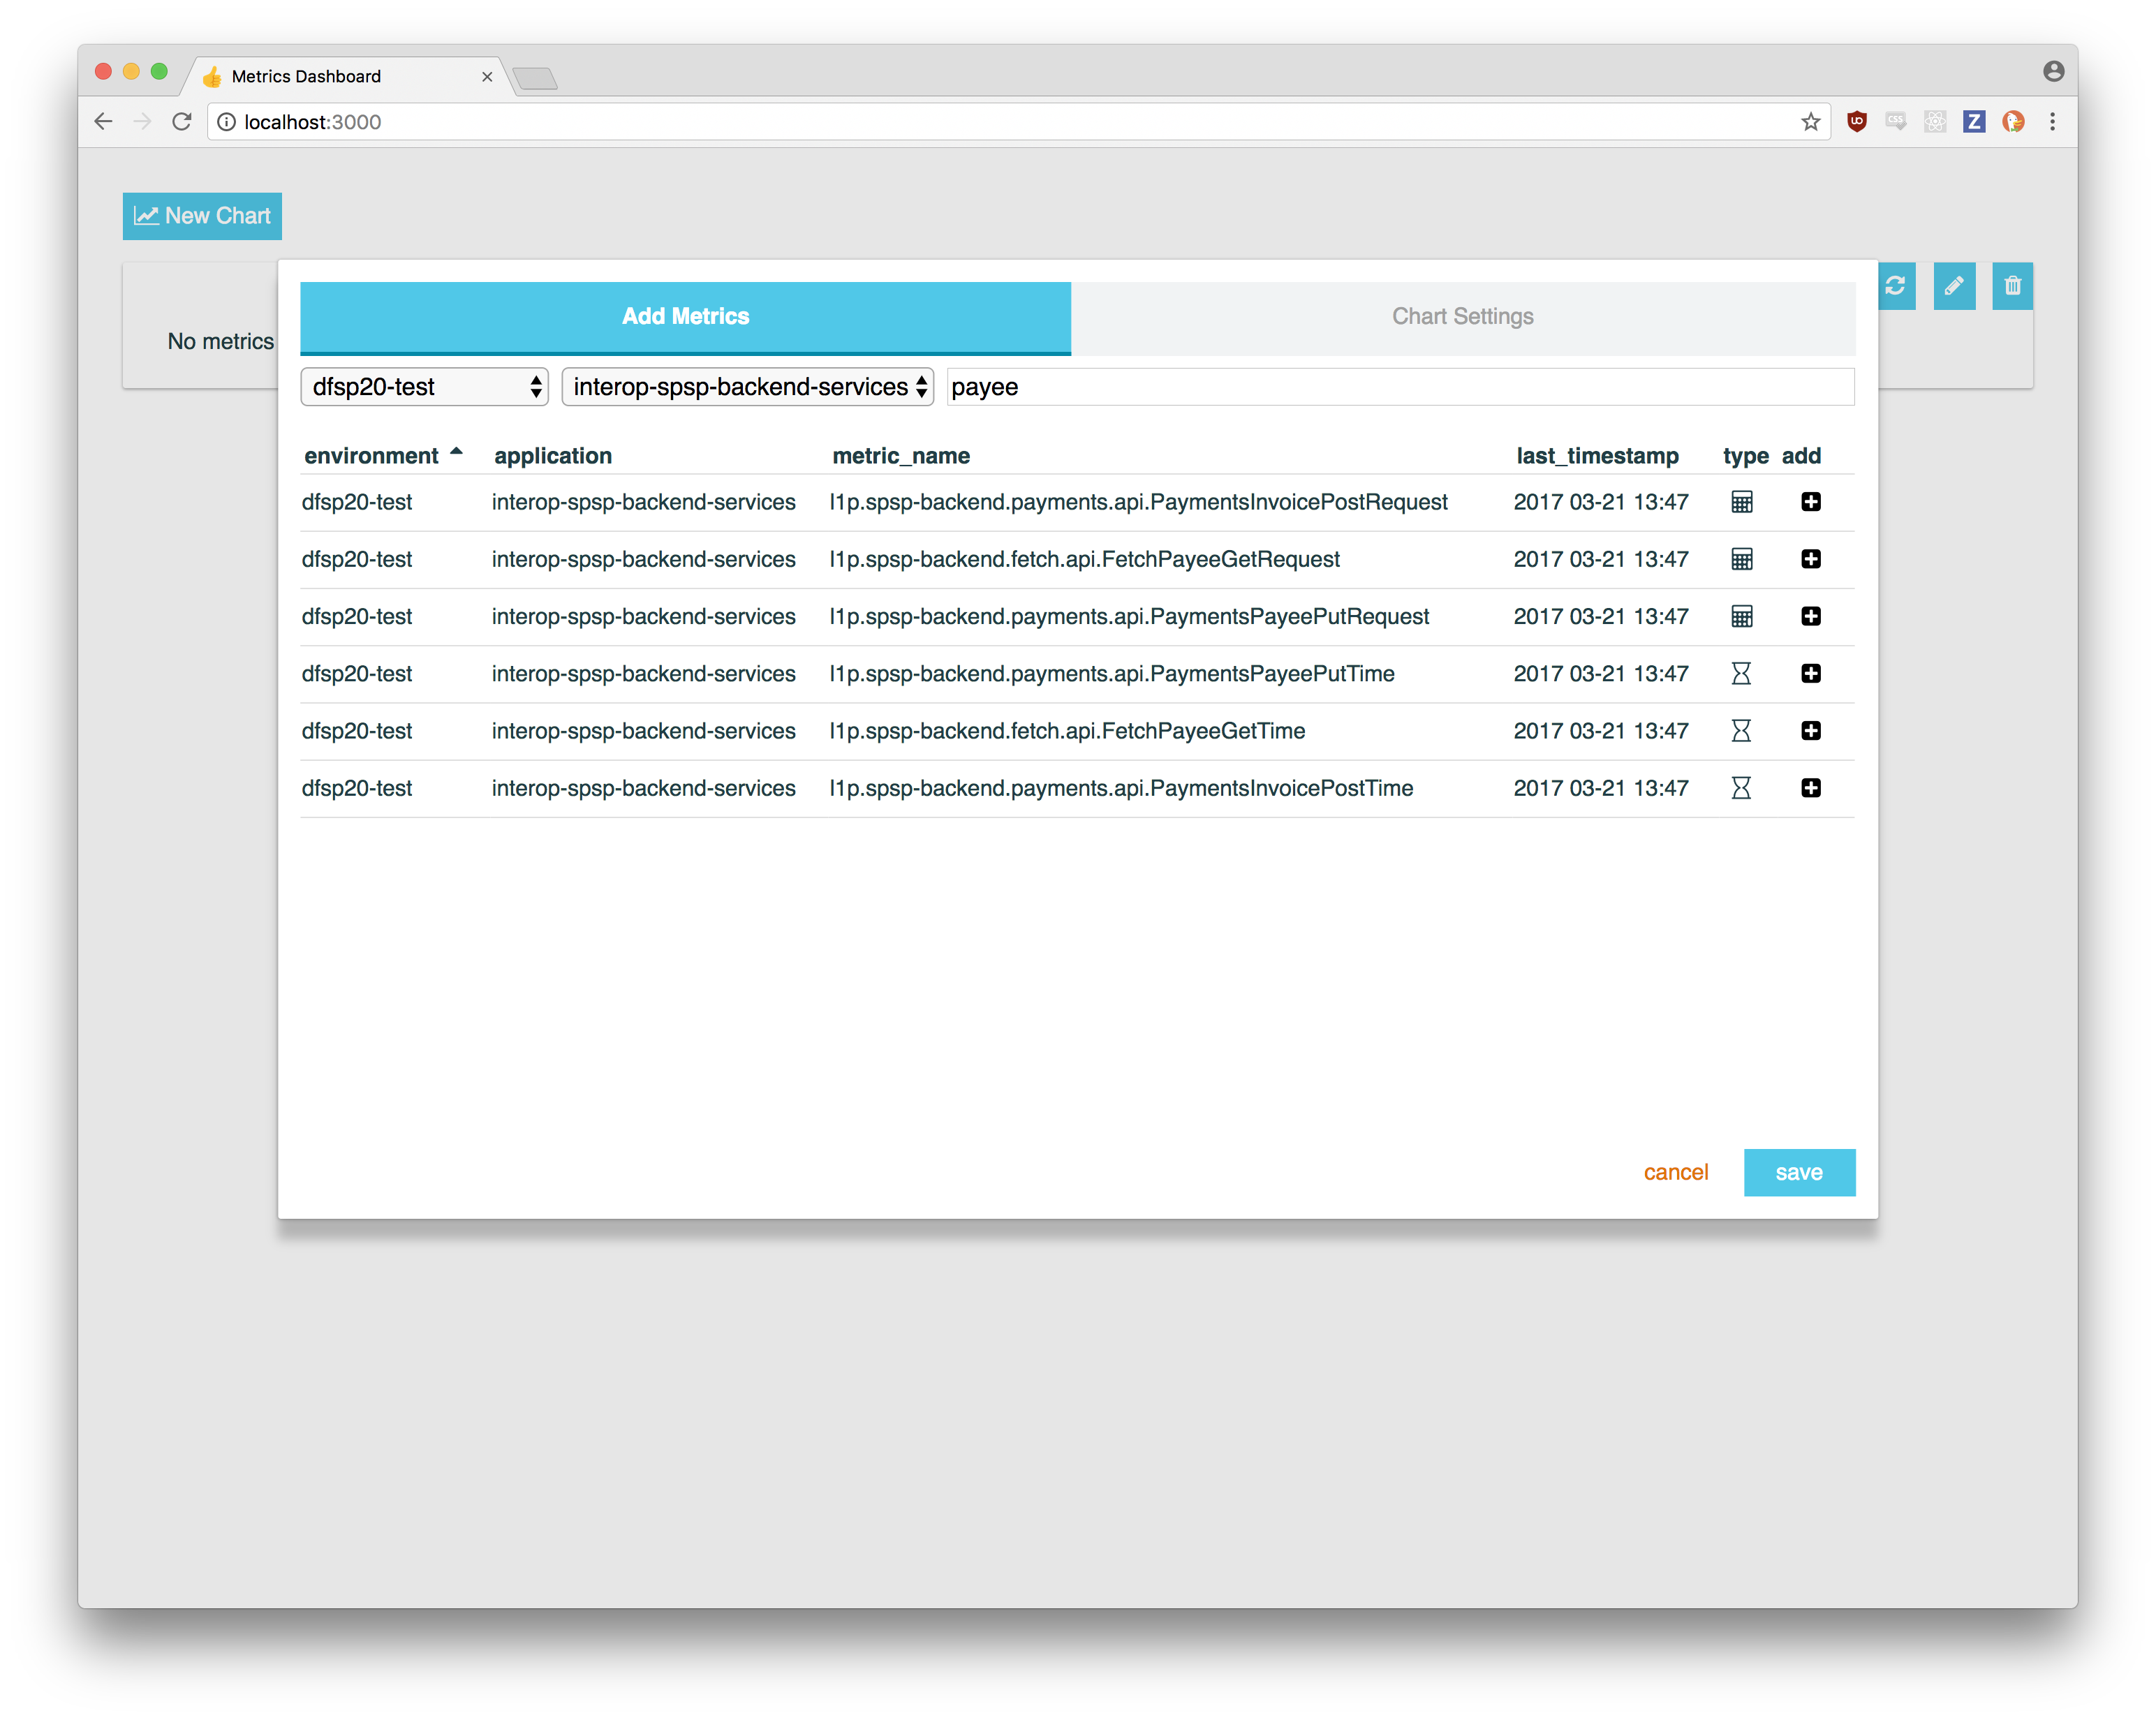 Metrics Dashboard
localhost:3000
New Chart
No metrics
Add Metrics
Chart Settings
dfsp20-test interop-spsp-backend-services payee
environment application metric_name last_timestamp type add
dfsp20-test interop-spsp-backend-services l1p.spsp-backend.payments.api.PaymentsInvoicePostRequest 2017 03-21 13:47
dfsp20-test interop-spsp-backend-services l1p.spsp-backend.fetch.api.FetchPayeeGetRequest 2017 03-21 13:47
dfsp20-test interop-spsp-backend-services l1p.spsp-backend.payments.api.PaymentsPayeePutRequest 2017 03-21 13:47
dfsp20-test interop-spsp-backend-services l1p.spsp-backend.payments.api.PaymentsPayeePutTime 2017 03-21 13:47
dfsp20-test interop-spsp-backend-services l1p.spsp-backend.fetch.api.FetchPayeeGetTime 2017 03-21 13:47
dfsp20-test interop-spsp-backend-services l1p.spsp-backend.payments.api.PaymentsInvoicePostTime 2017 03-21 13:47
cancel save